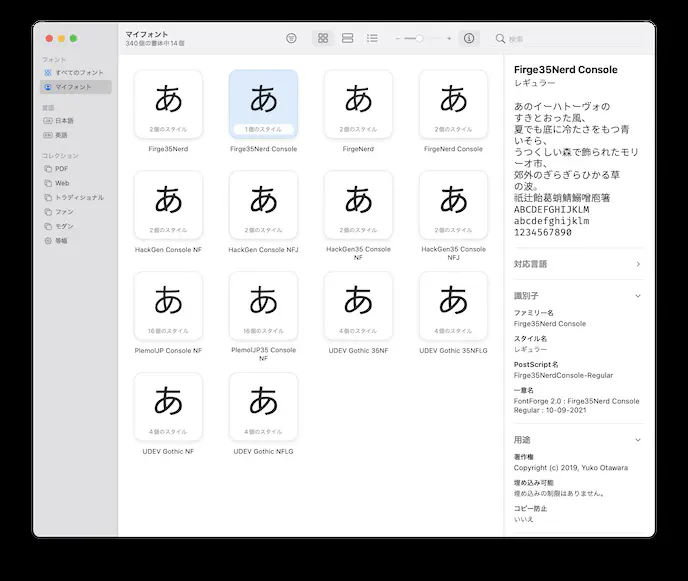 マイフォント
340個の書体中14個
検索
フォント
すべてのフォント
マイフォント
言語
日本語
英語
コレクション
PDF
Web
トラディショナル
ファン
モダン
等幅
あ
2個のスタイル
Firge35Nerd
あ
1個のスタイル
Firge35Nerd Console
あ
2個のスタイル
FirgeNerd
あ
2個のスタイル
FirgeNerd Console
あ
2個のスタイル
HackGen Console NF
あ
2個のスタイル
HackGen Console NFJ
あ
2個のスタイル
HackGen35 Console
NF
あ
2個のスタイル
HackGen35 Console
NFJ
あ
16個のスタイル
PlemolJP Console NF
あ
16個のスタイル
PlemolJP35 Console
NF
あ
4個のスタイル
UDEV Gothic 35NF
あ
4個のスタイル
UDEV Gothic 35NFLG
あ
4個のスタイル
UDEV Gothic NF
あ
4個のスタイル
UDEV Gothic NFLG
Firge35Nerd Console
レギュラー
あのイーハトーヴォの
すきとおった風、
夏でも底に冷たさをもつ青
いそら、
うつくしい森で飾られたモリ
ーオ市、
郊外のぎらぎらひかる草
の波。
祇辻飴葛蛸鯖鰯噌庖箸
ABCDEFGHIJKLM
abcdefghijklm
1234567890
対応言語
識別子
ファミリー名
Firge35Nerd Console
スタイル名
レギュラー
PostScript名
Firge35NerdConsole-Regular
一意名
FontForge 2.0 : Firge35Nerd Console
Regular : 10-09-2021
用途
著作権
Copyright (c) 2019, Yuko Otawara
埋め込み可能
埋め込みの制限はありません。
コピー防止
いいえ